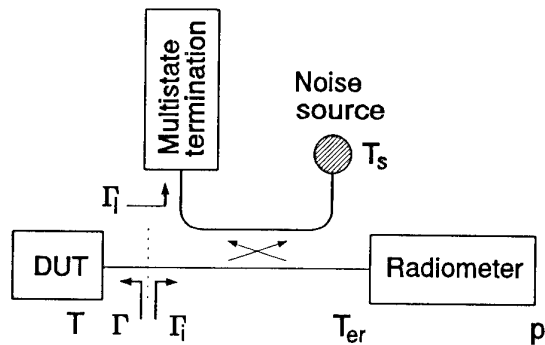 Multistate
termination
Noise
source
Ts
Γi
DUT
Radiometer
T Γ Γi Ter p